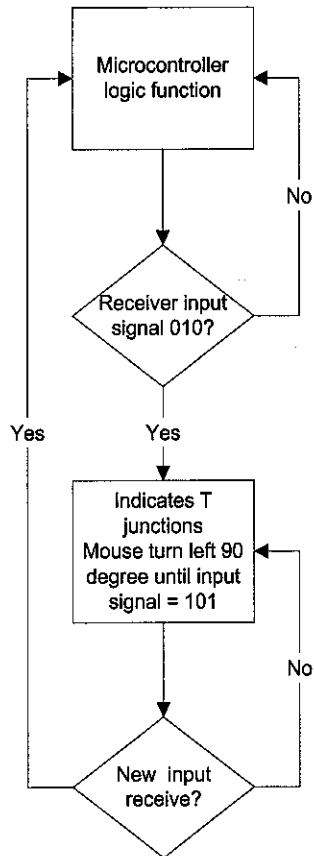 Microcontroller
logic function
No
Receiver input
signal 010?
Yes
Yes
Indicates T
junctions
Mouse turn left 90
degree until input
signal = 101
No
New input
receive?